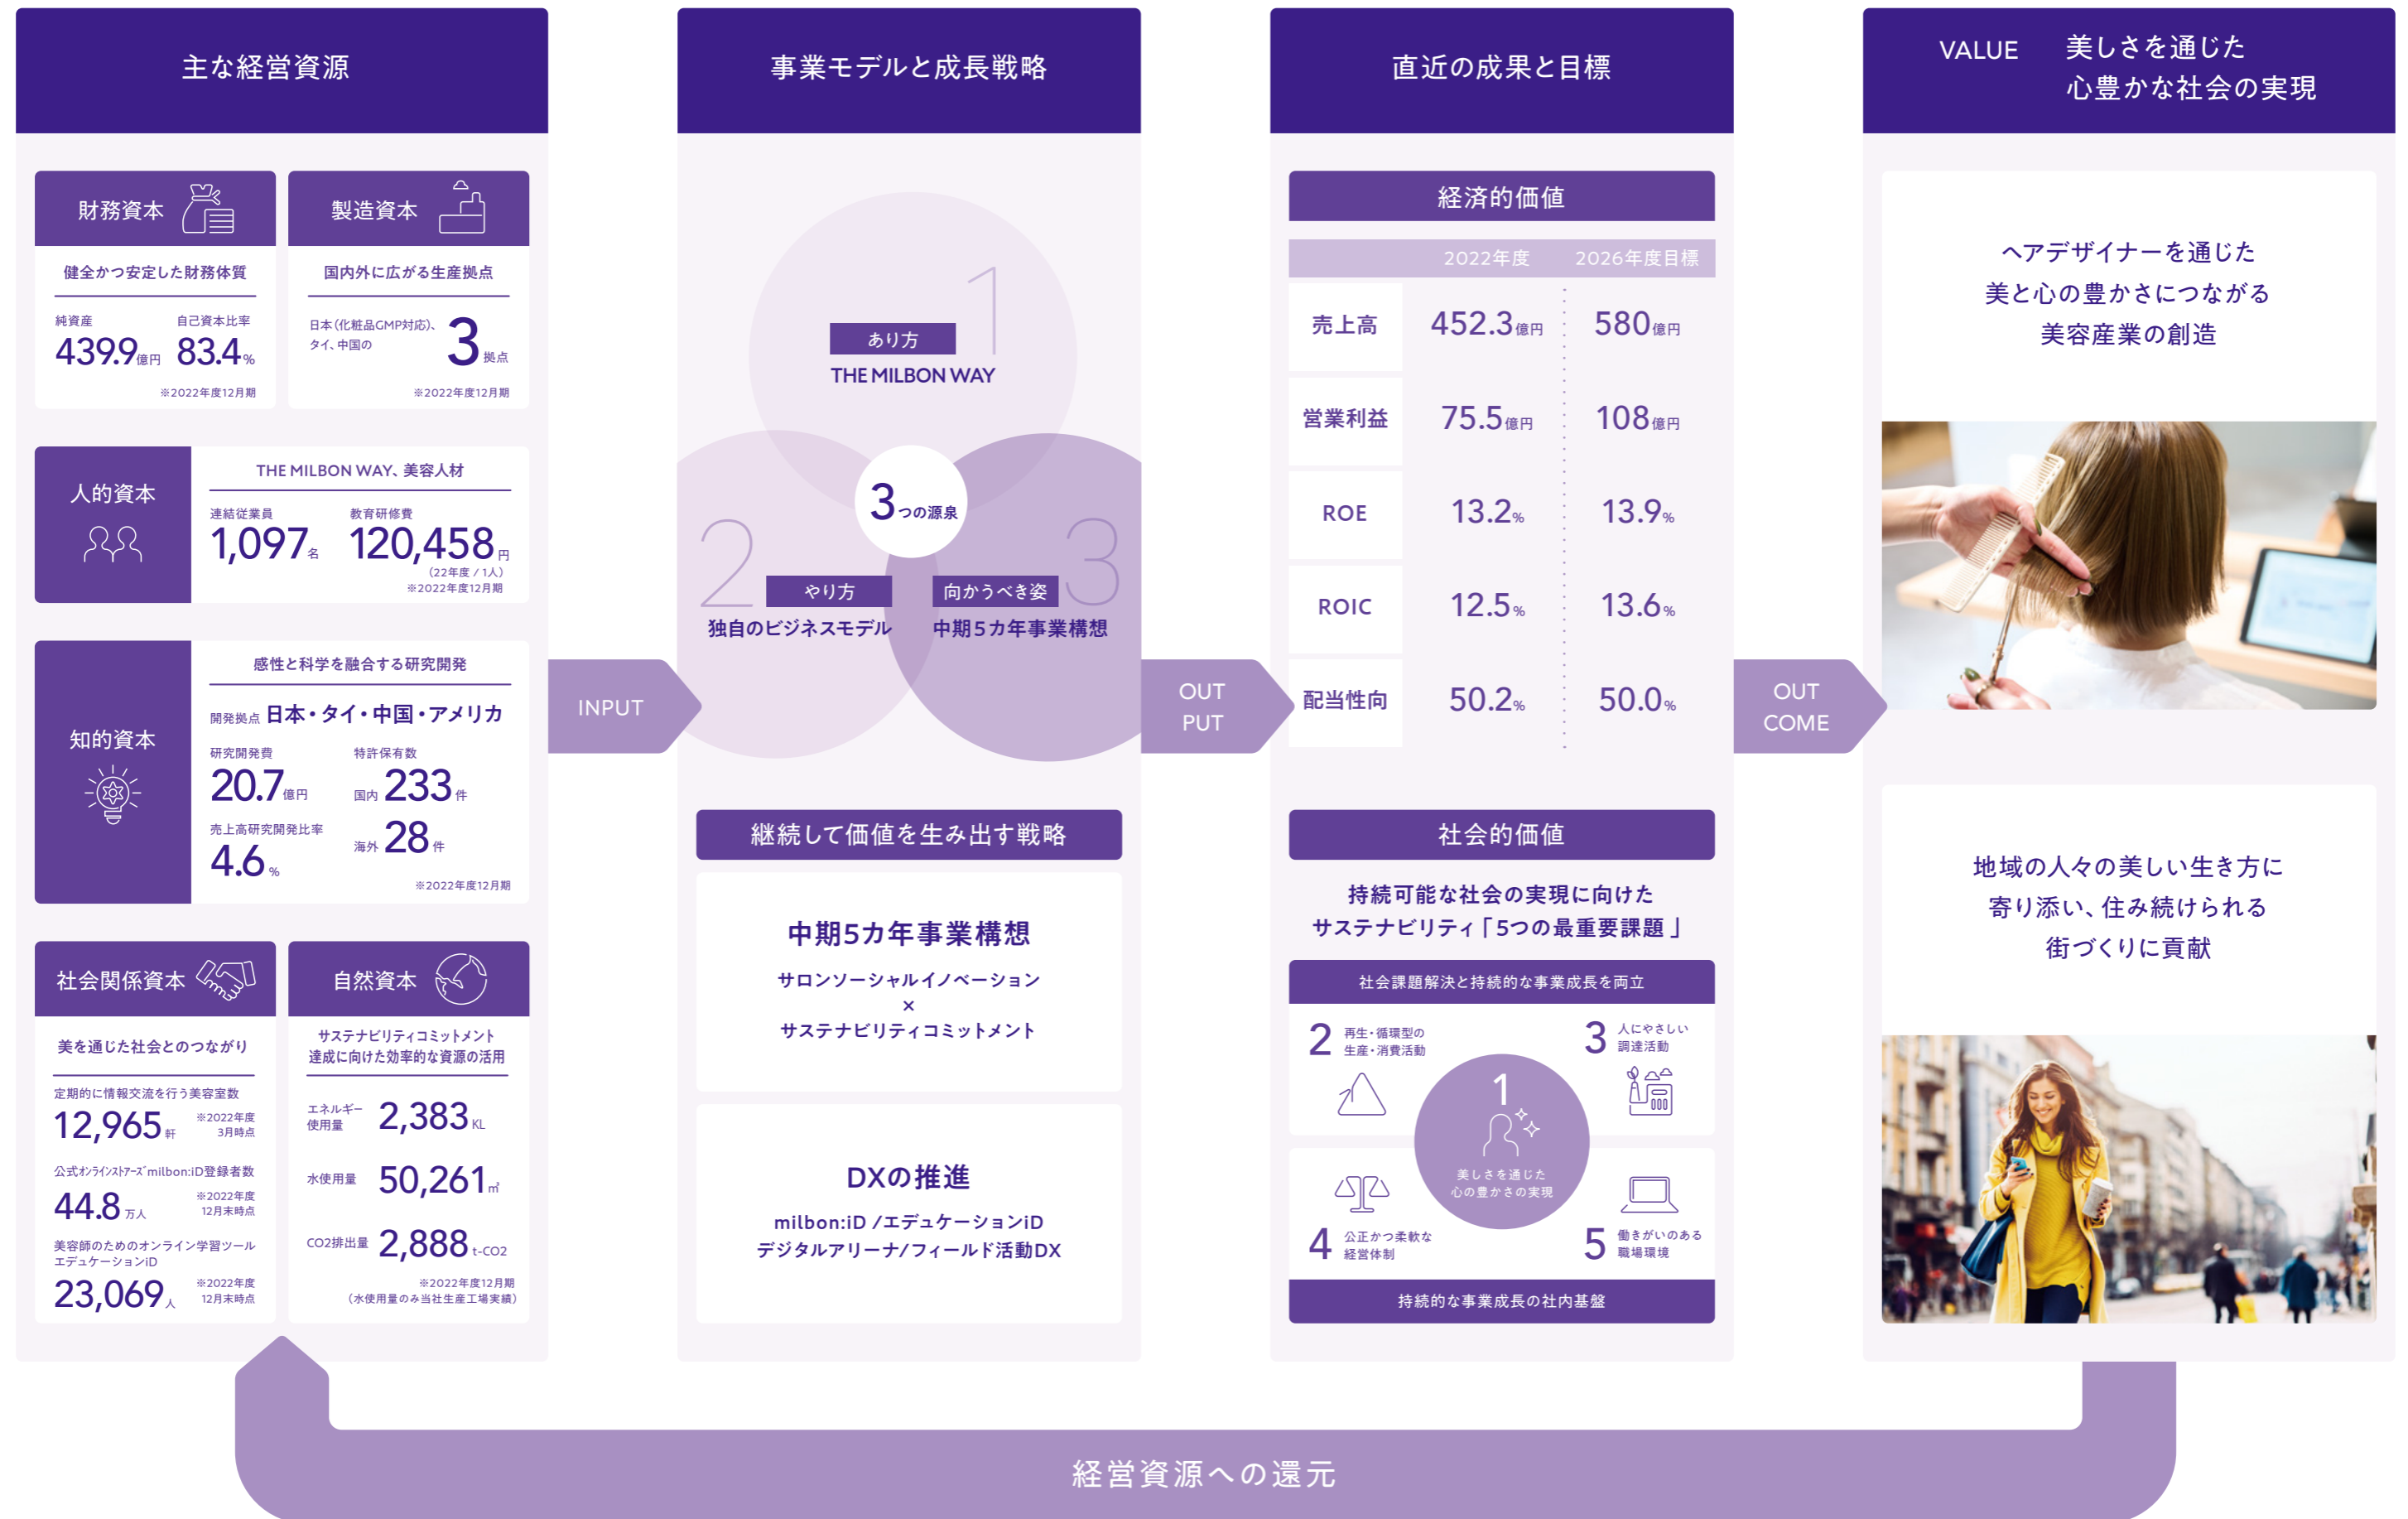 主な経営資源
財務資本
健全かつ安定した財務体質
純資産
439.9億円
自己資本比率
83.4%
※2022年度12月期
製造資本
国内外に広がる生産拠点
日本(化粧品GMP対応)、
タイ、中国の
3拠点
※2022年度12月期
人的資本
THE MILBON WAY、美容人材
連結従業員
1,097名
教育研修費
120,458円
(22年度 / 1人)
※2022年度12月期
知的資本
感性と科学を融合する研究開発
開発拠点 日本・タイ・中国・アメリカ
研究開発費
20.7億円
売上高研究開発比率
4.6%
特許保有数
国内 233件
海外 28件
※2022年度12月期
社会関係資本
美を通じた社会とのつながり
定期的に情報交流を行う美容室数
12,965軒
※2022年度
3月時点
公式オンラインストアーズ milbon:iD登録者数
44.8万人
※2022年度
12月末時点
美容師のためのオンライン学習ツール
エデュケーションiD
23,069人
※2022年度
12月末時点
自然資本
サステナビリティコミットメント
達成に向けた効率的な資源の活用
エネルギー
使用量
2,383KL
水使用量 50,261㎥
CO2排出量 2,888t-CO2
※2022年度12月期
(水使用量のみ当社生産工場実績)
INPUT
事業モデルと成長戦略
1
あり方
THE MILBON WAY
3つの源泉
2
やり方
独自のビジネスモデル
3
向かうべき姿
中期5カ年事業構想
継続して価値を生み出す戦略
中期5カ年事業構想
サロンソーシャルイノベーション
×
サステナビリティコミットメント
DXの推進
milbon:iD /エデュケーションiD
デジタルアリーナ/フィールド活動DX
OUT
PUT
直近の成果と目標
経済的価値
2022年度 2026年度目標
売上高 452.3億円 580億円
営業利益 75.5億円 108億円
ROE 13.2% 13.9%
ROIC 12.5% 13.6%
配当性向 50.2% 50.0%
社会的価値
持続可能な社会の実現に向けた
サステナビリティ「5つの最重要課題」
社会課題解決と持続的な事業成長を両立
2 再生・循環型の
生産・消費活動
3 人にやさしい
調達活動
1
美しさを通じた
心の豊かさの実現
4 公正かつ柔軟な
経営体制
5 働きがいのある
職場環境
持続的な事業成長の社内基盤
OUT
COME
VALUE 美しさを通じた
心豊かな社会の実現
ヘアデザイナーを通じた
美と心の豊かさにつながる
美容産業の創造
地域の人々の美しい生き方に
寄り添い、住み続けられる
街づくりに貢献
経営資源への還元